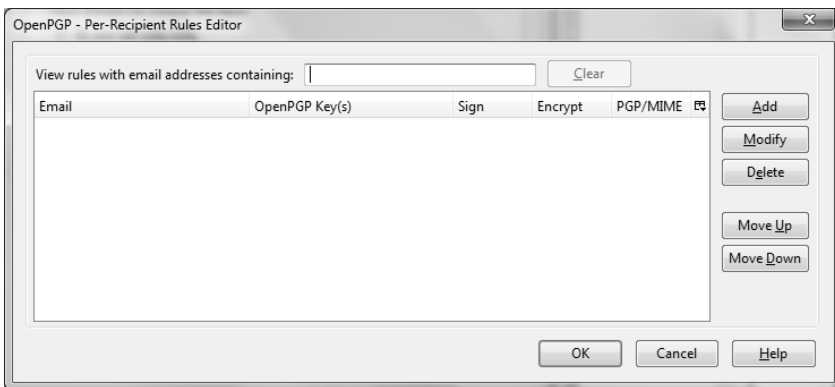 OpenPGP - Per-Recipient Rules Editor
View rules with email addresses containing: Clear
Email OpenPGP Key(s) Sign Encrypt PGP/MIME
Add
Modify
Delete
Move Up
Move Down
OK Cancel Help